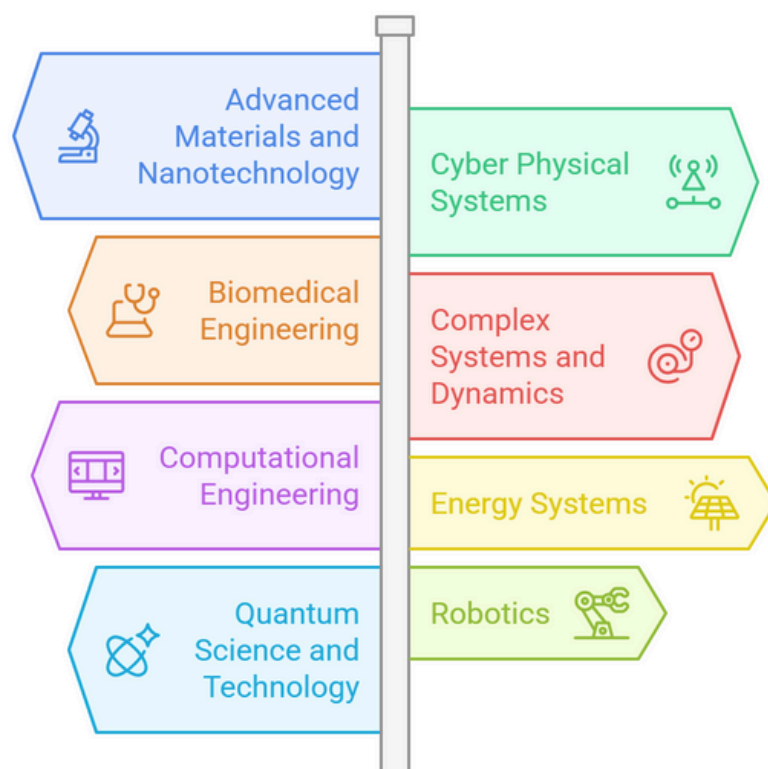 Advanced
Materials and
Nanotechnology
Cyber Physical
Systems
Biomedical
Engineering
Complex
Systems and
Dynamics
Computational
Engineering
Energy Systems
Quantum
Science and
Technology
Robotics